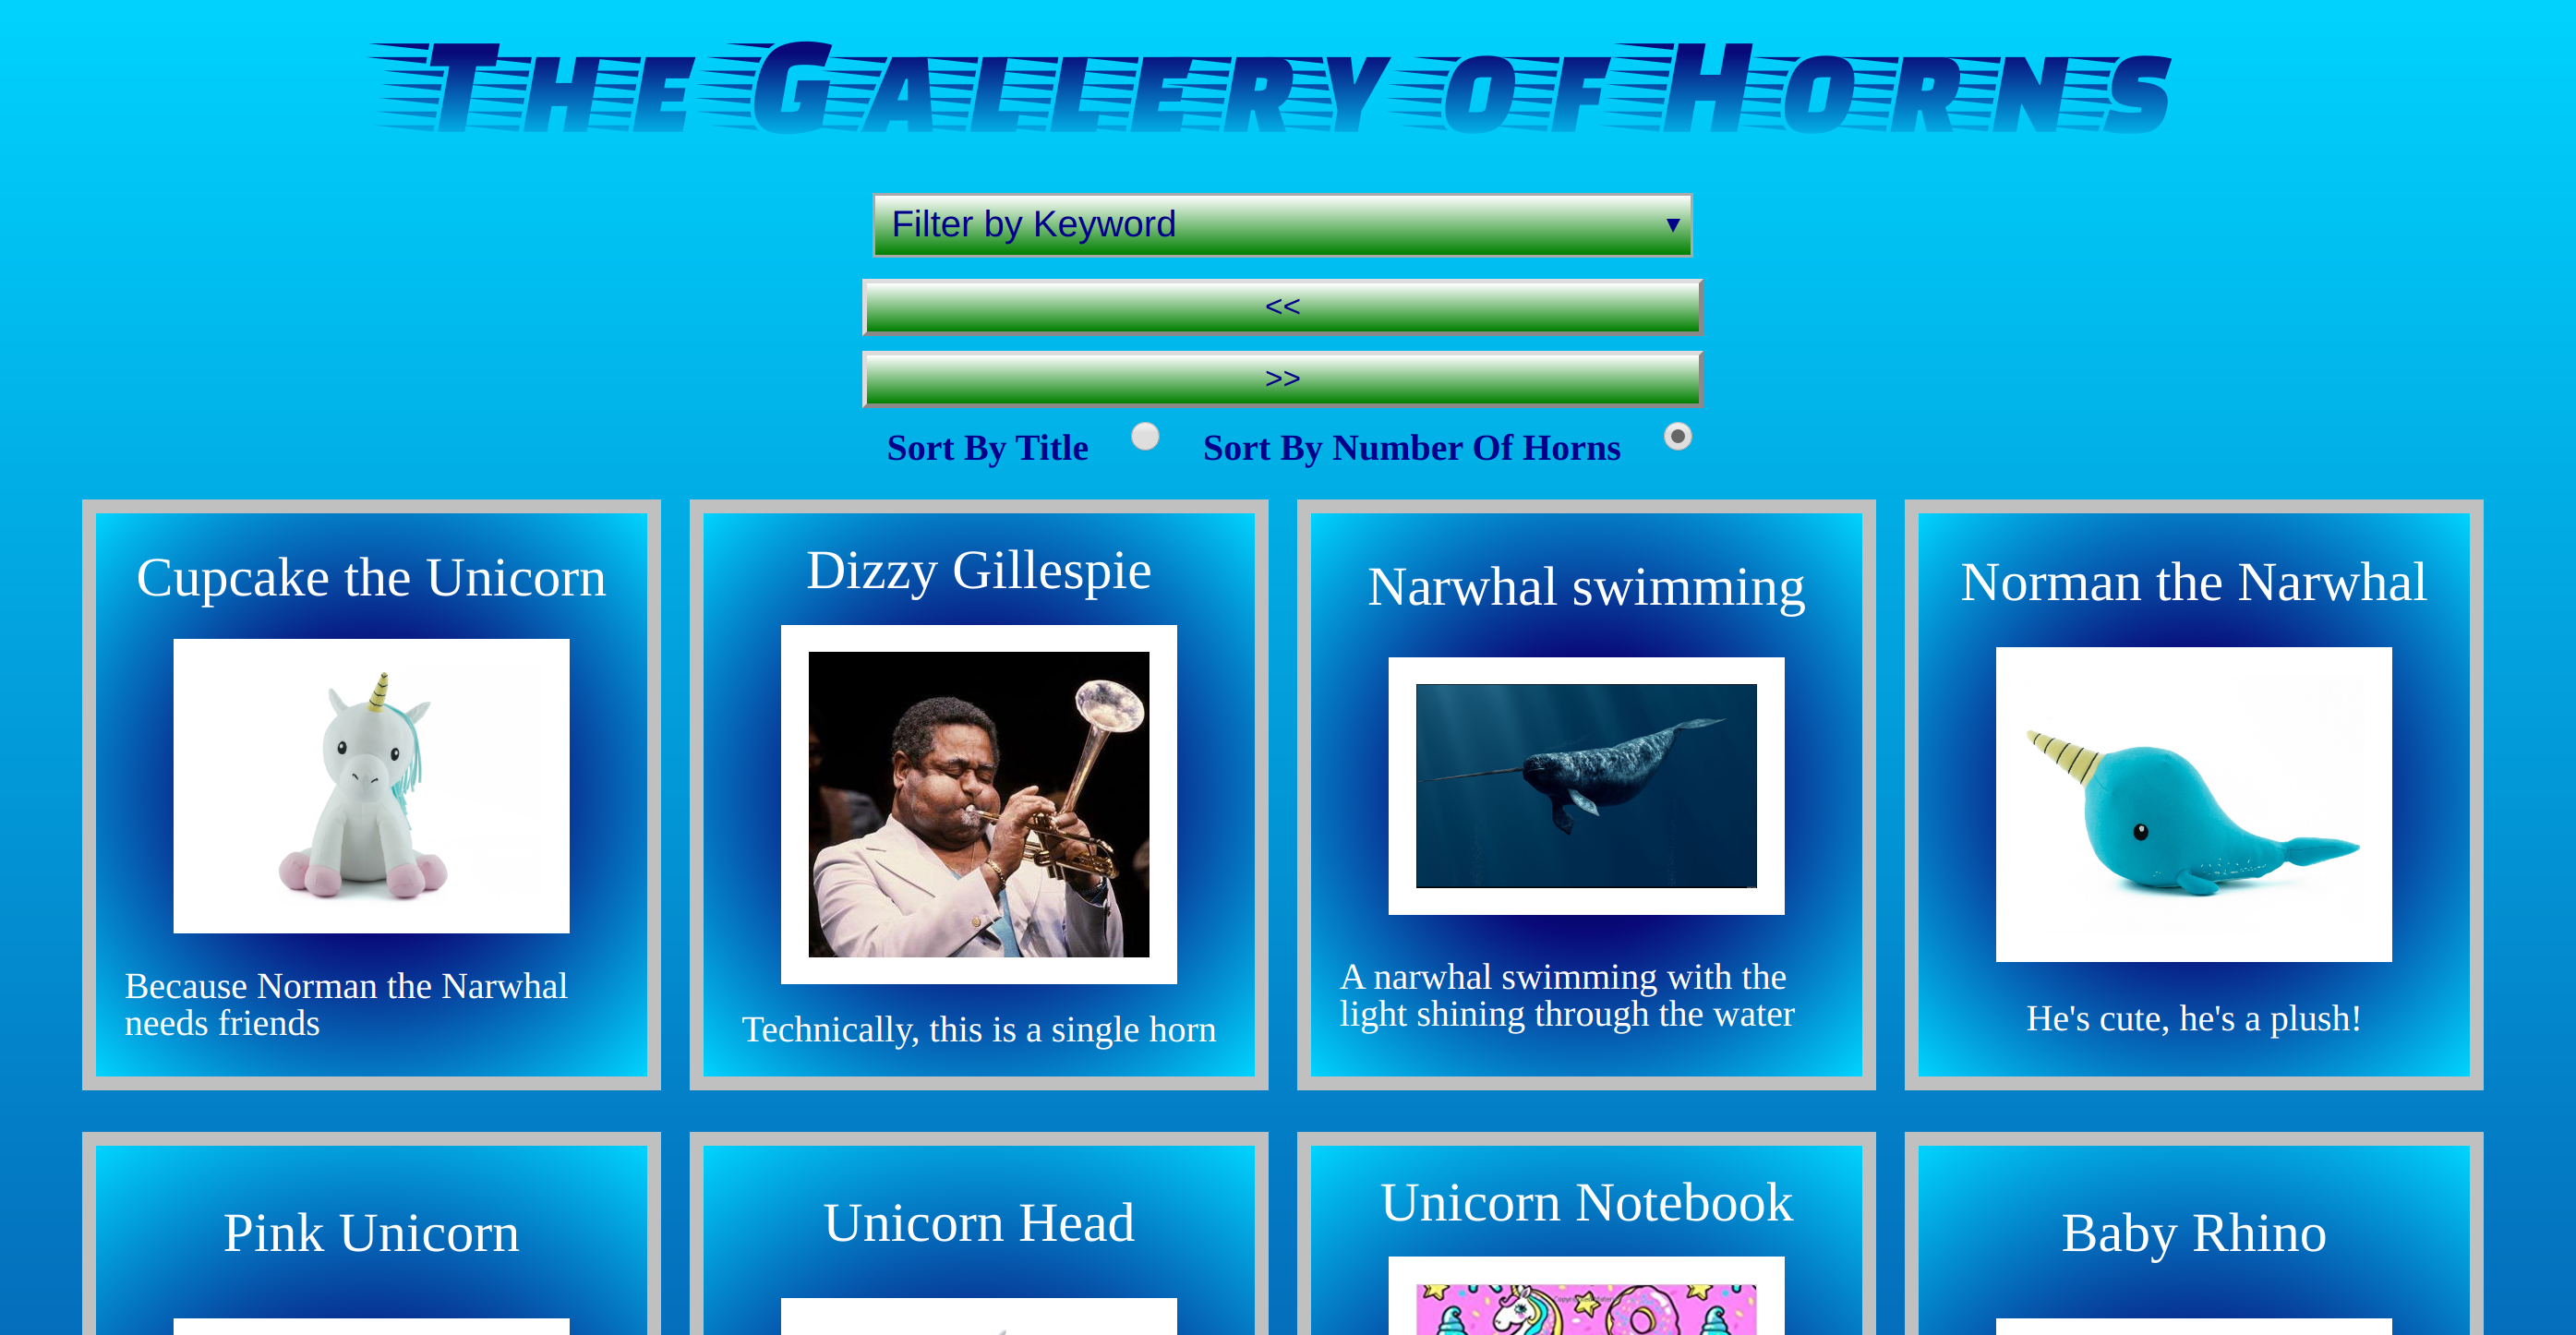 The Gallery of Horns
Filter by Keyword
<<
>>
Sort By Title Sort By Number Of Horns
Cupcake the Unicorn
Dizzy Gillespie
Narwhal swimming
Norman the Narwhal
Because Norman the Narwhal
needs friends
Technically, this is a single horn
A narwhal swimming with the
light shining through the water
He's cute, he's a plush!
Pink Unicorn
Unicorn Head
Unicorn Notebook
Baby Rhino